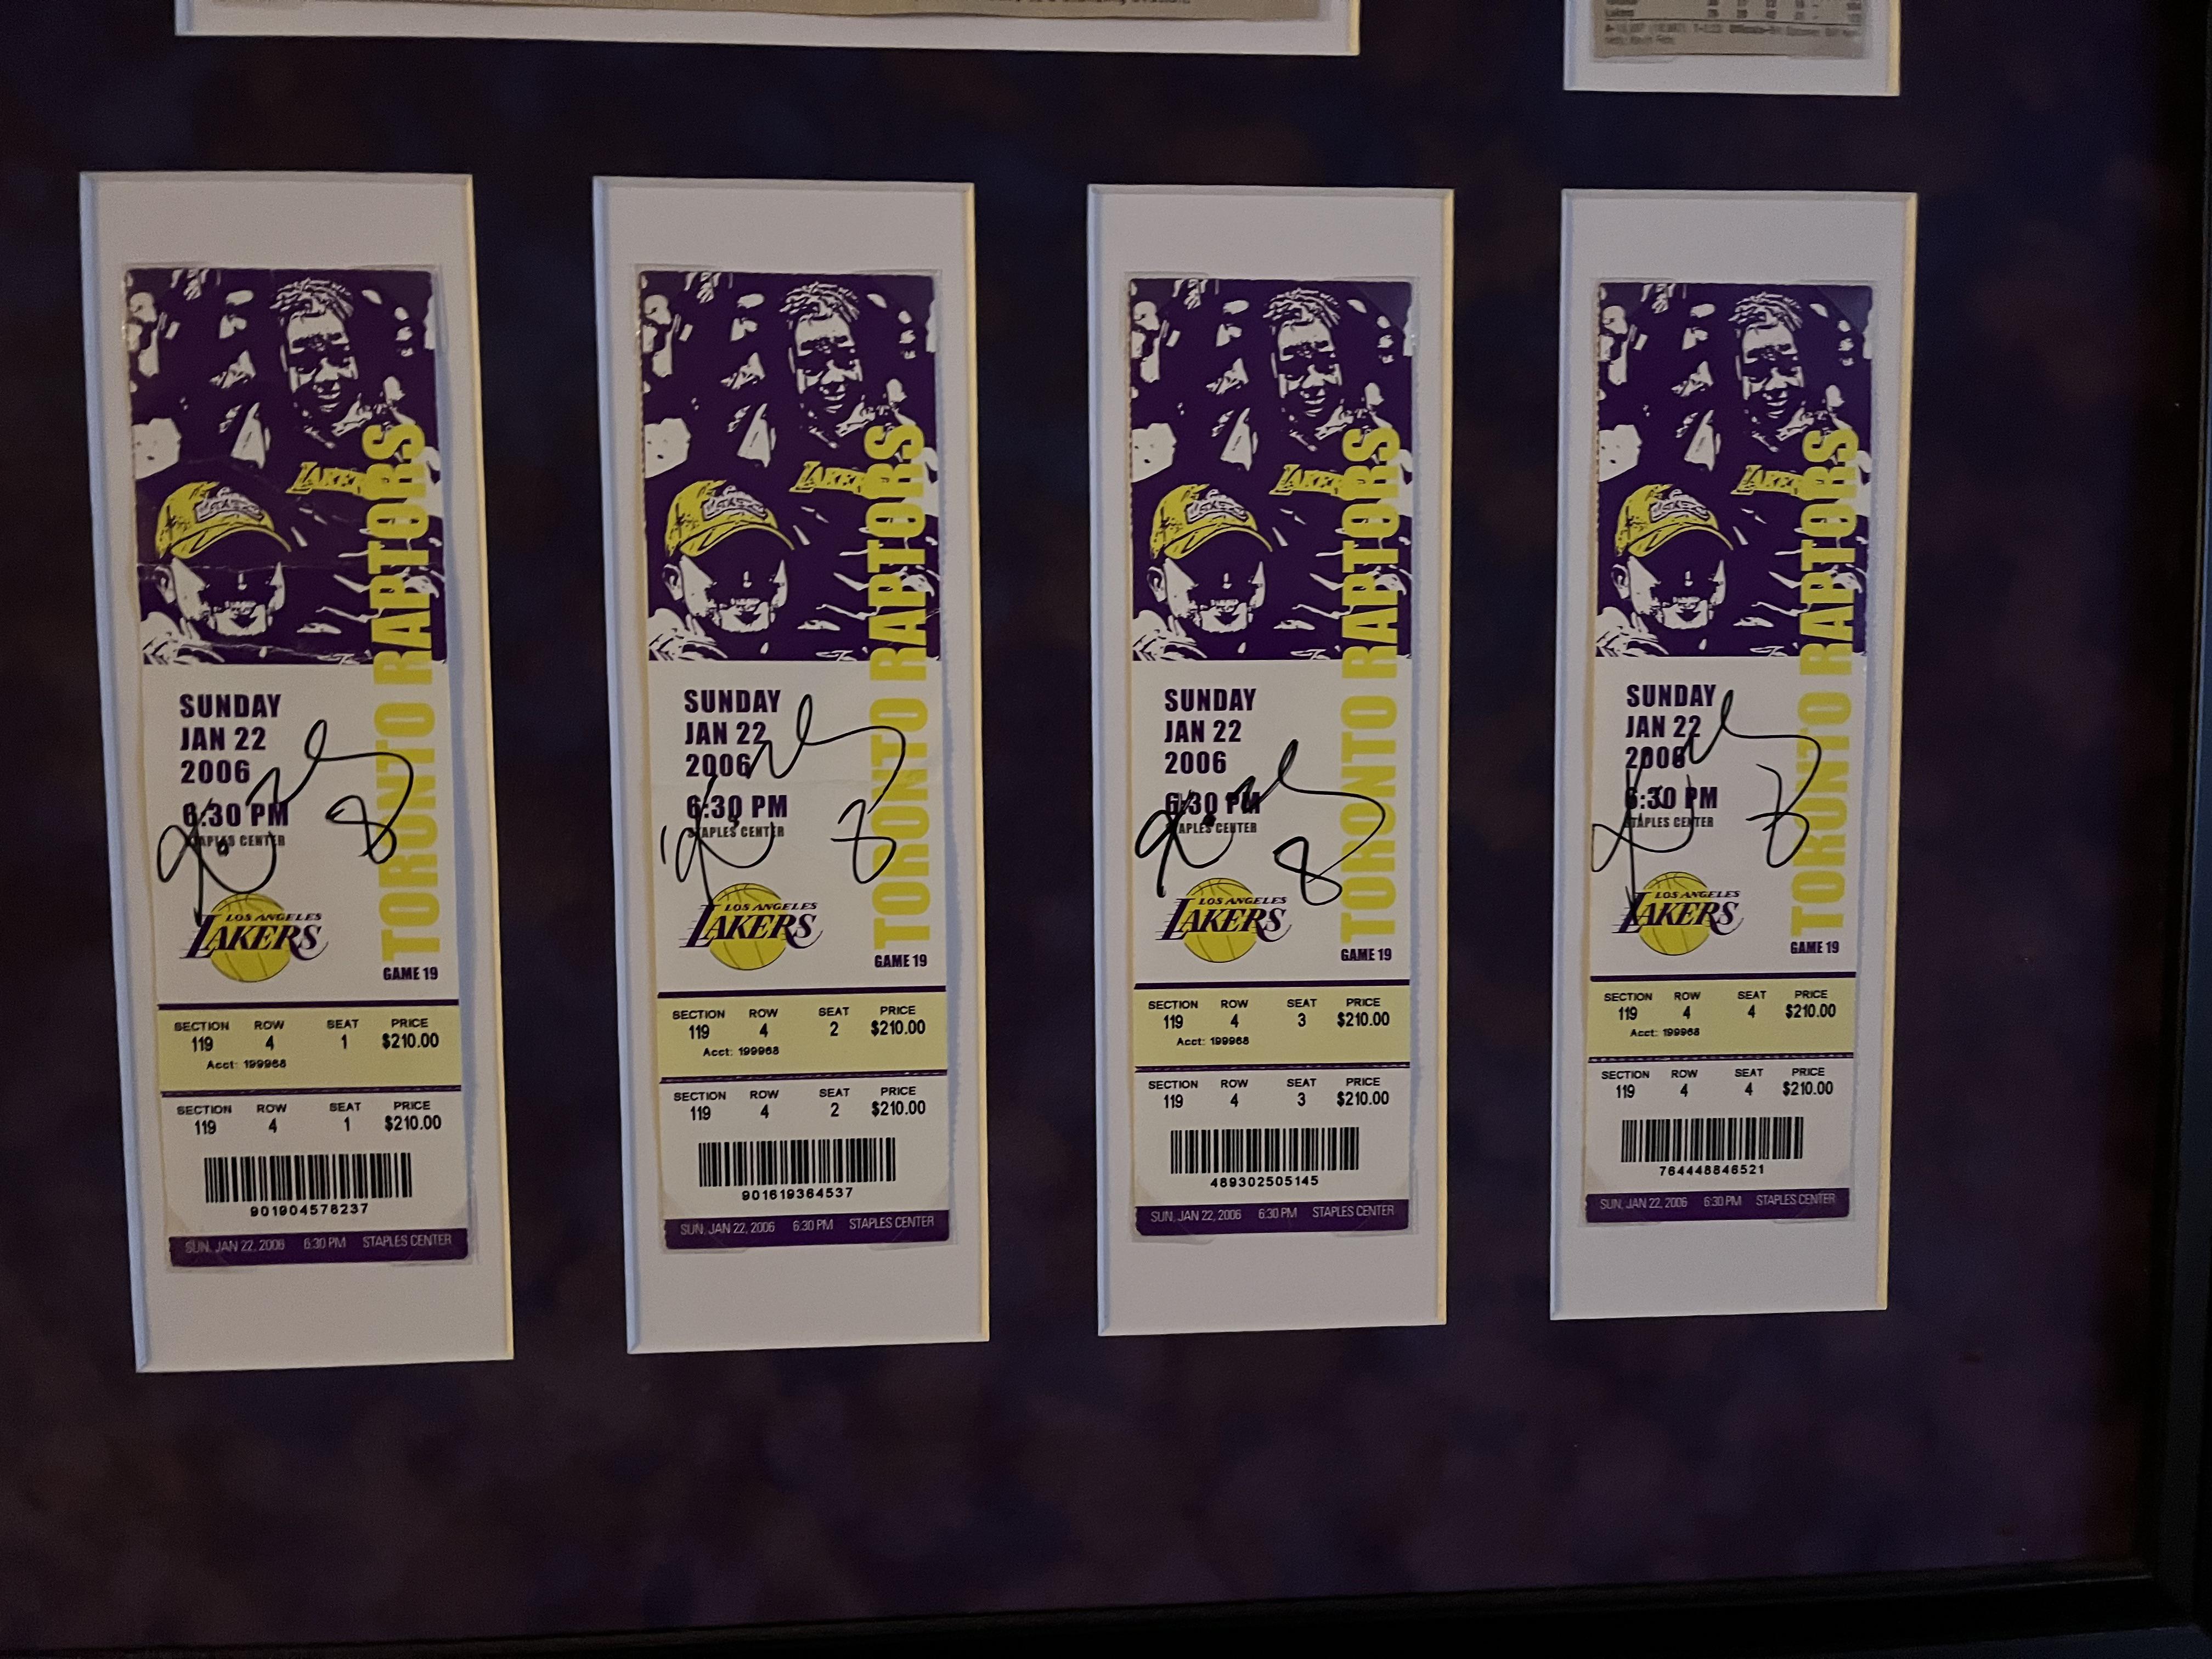 Lakers
SUNDAY
JAN 22
2006
6:30 PM
STAPLES CENTER
TORONTO RAPTORS
8
LOS ANGELES
LAKERS
GAME 19
SECTION ROW SEAT PRICE
119 4 1 $210.00
Acct: 199968
SECTION ROW SEAT PRICE
119 4 1 $210.00
901904576237
SUN, JAN 22, 2006 6:30 PM STAPLES CENTER
LAKERS
SUNDAY
JAN 22
2006
6:30 PM
STAPLES CENTER
TORONTO RAPTORS
8
LOS ANGELES
LAKERS
GAME 19
SECTION ROW SEAT PRICE
119 4 2 $210.00
Acct: 199968
SECTION ROW SEAT PRICE
119 4 2 $210.00
901619364537
SUN, JAN 22, 2006 6:30 PM STAPLES CENTER
LAKERS
SUNDAY
JAN 22
2006
6:30 PM
STAPLES CENTER
TORONTO RAPTORS
8
LOS ANGELES
LAKERS
GAME 19
SECTION ROW SEAT PRICE
119 4 3 $210.00
Acct: 199968
SECTION ROW SEAT PRICE
119 4 3 $210.00
489302505145
SUN, JAN 22, 2006 6:30 PM STAPLES CENTER
LAKERS
SUNDAY
JAN 22
2006
6:30 PM
STAPLES CENTER
TORONTO RAPTORS
8
LOS ANGELES
LAKERS
GAME 19
SECTION ROW SEAT PRICE
119 4 4 $210.00
Acct: 199968
SECTION ROW SEAT PRICE
119 4 4 $210.00
764448846521
SUN, JAN 22, 2006 6:30 PM STAPLES CENTER